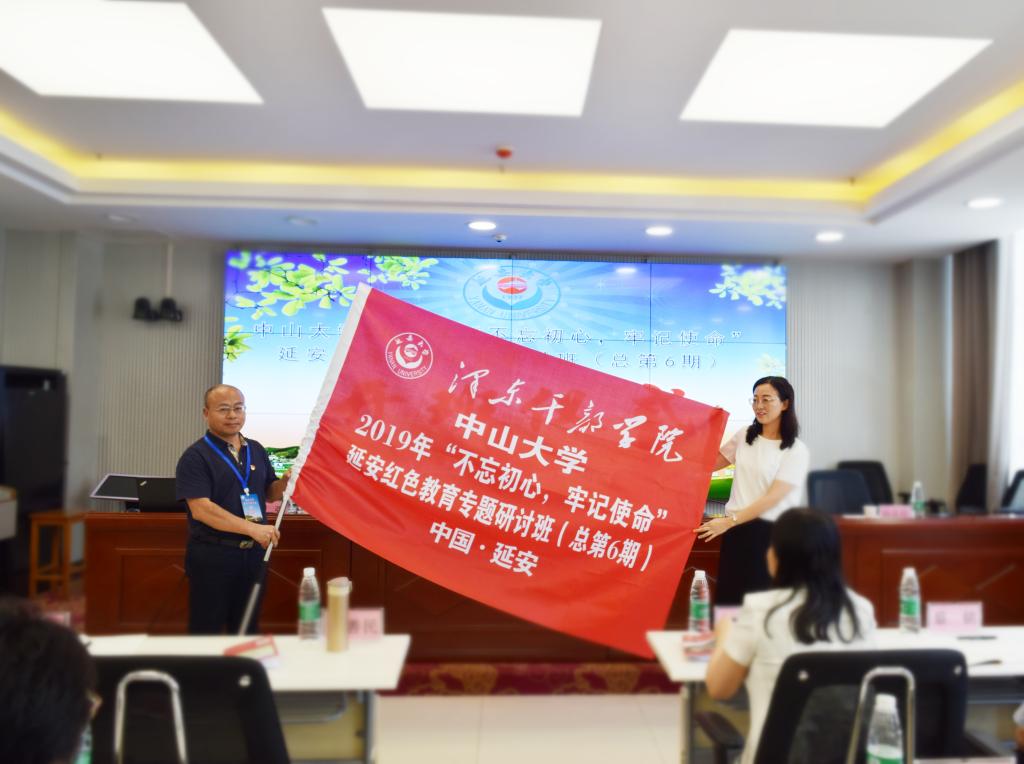 中山大
不忘初心，牢记使命”
延安
班（总第6期）
延安大学
YAN'AN UNIVERSITY
泽东干部学院
中山大学
2019年“不忘初心，牢记使命”
延安红色教育专题研讨班（总第6期）
中国·延安
民